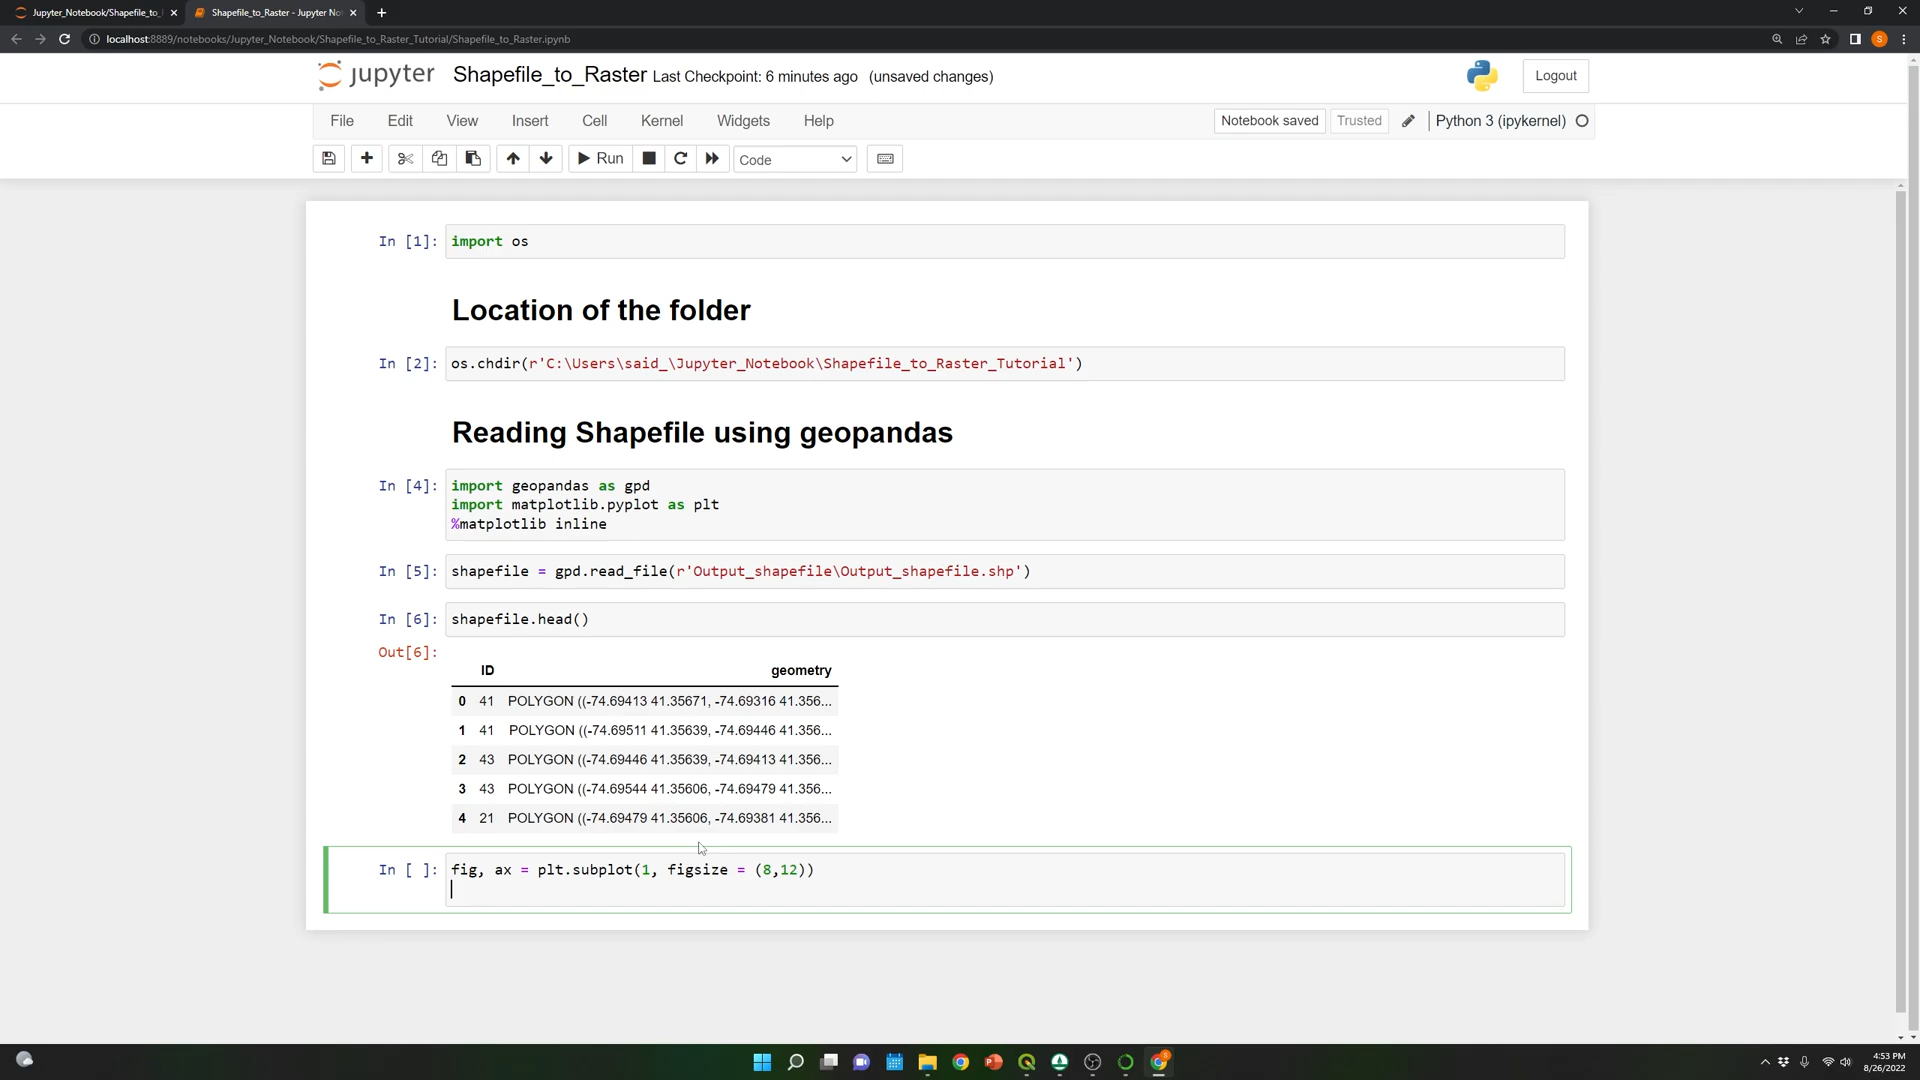 Jupyter_Notebook/Shapefile_to_
Shapefile_to_Raster - Jupyter No
localhost:8889/notebooks/Jupyter_Notebook/Shapefile_to_Raster_Tutorial/Shapefile_to_Raster.ipynb
S
jupyter Shapefile_to_Raster Last Checkpoint: 6 minutes ago (unsaved changes)
Logout
File Edit View Insert Cell Kernel Widgets Help
Notebook saved Trusted Python 3 (ipykernel)
Run Code
In [1]: import os
Location of the folder
In [2]: os.chdir(r'C:\Users\said_\Jupyter_Notebook\Shapefile_to_Raster_Tutorial')
Reading Shapefile using geopandas
In [4]: import geopandas as gpd
import matplotlib.pyplot as plt
%matplotlib inline
In [5]: shapefile = gpd.read_file(r'Output_shapefile\Output_shapefile.shp')
In [6]: shapefile.head()
Out[6]:
ID geometry
0 41 POLYGON ((-74.69413 41.35671, -74.69316 41.356...
1 41 POLYGON ((-74.69511 41.35639, -74.69446 41.356...
2 43 POLYGON ((-74.69446 41.35639, -74.69413 41.356...
3 43 POLYGON ((-74.69544 41.35606, -74.69479 41.356...
4 21 POLYGON ((-74.69479 41.35606, -74.69381 41.356...
In [ ]: fig, ax = plt.subplot(1, figsize = (8,12))
4:53 PM
8/26/2022